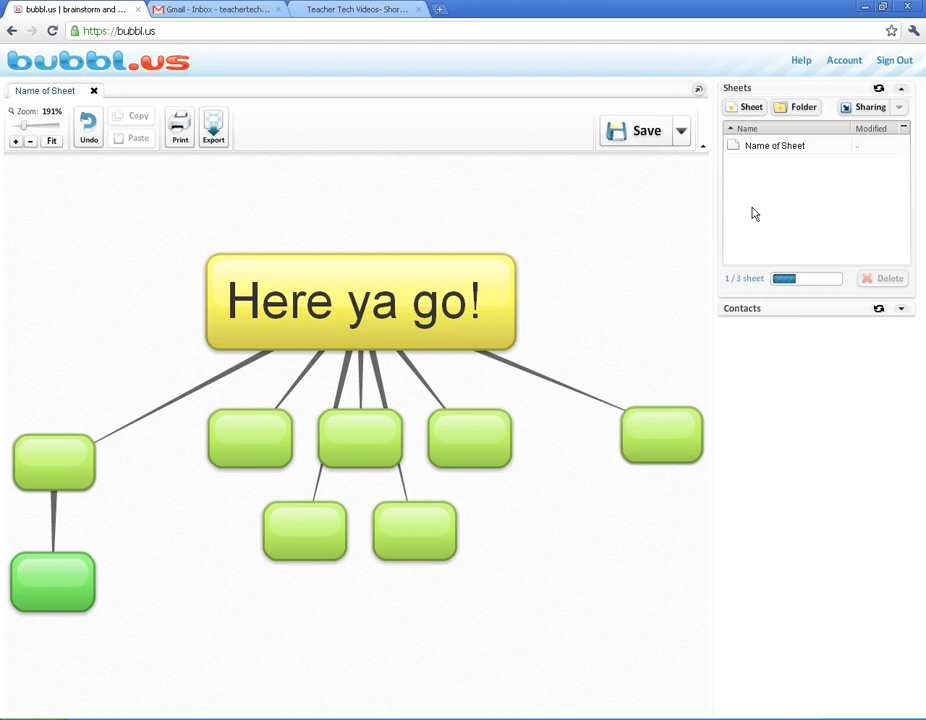 bubbl.us | brainstorm and ...
Gmail - Inbox - teachertech...
Teacher Tech Videos- Shor...
https://bubbl.us
bubbl.us
Help
Account
Sign Out
Name of Sheet
Zoom: 191%
Fit
Undo
Copy
Paste
Print
Export
Save
Sheets
Sheet
Folder
Sharing
Name
Modified
Name of Sheet
..
1 / 3 sheet
Delete
Contacts
Here ya go!